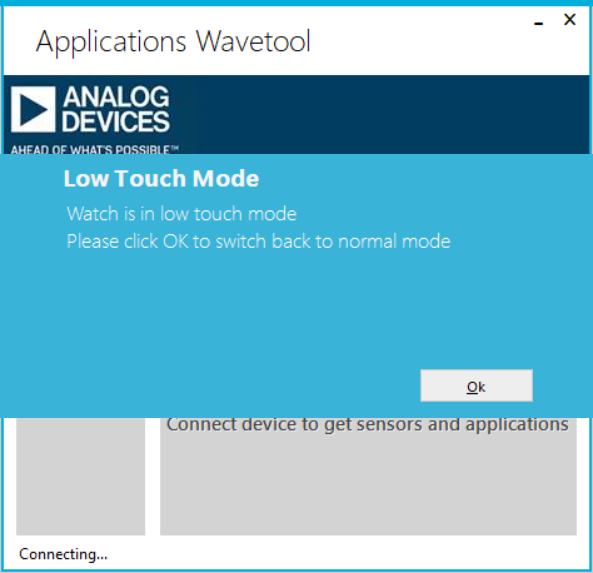 Applications Wavetool
ANALOG
DEVICES
AHEAD OF WHAT'S POSSIBLE™
Low Touch Mode
Watch is in low touch mode
Please click OK to switch back to normal mode
Ok
Connect device to get sensors and applications
Connecting...